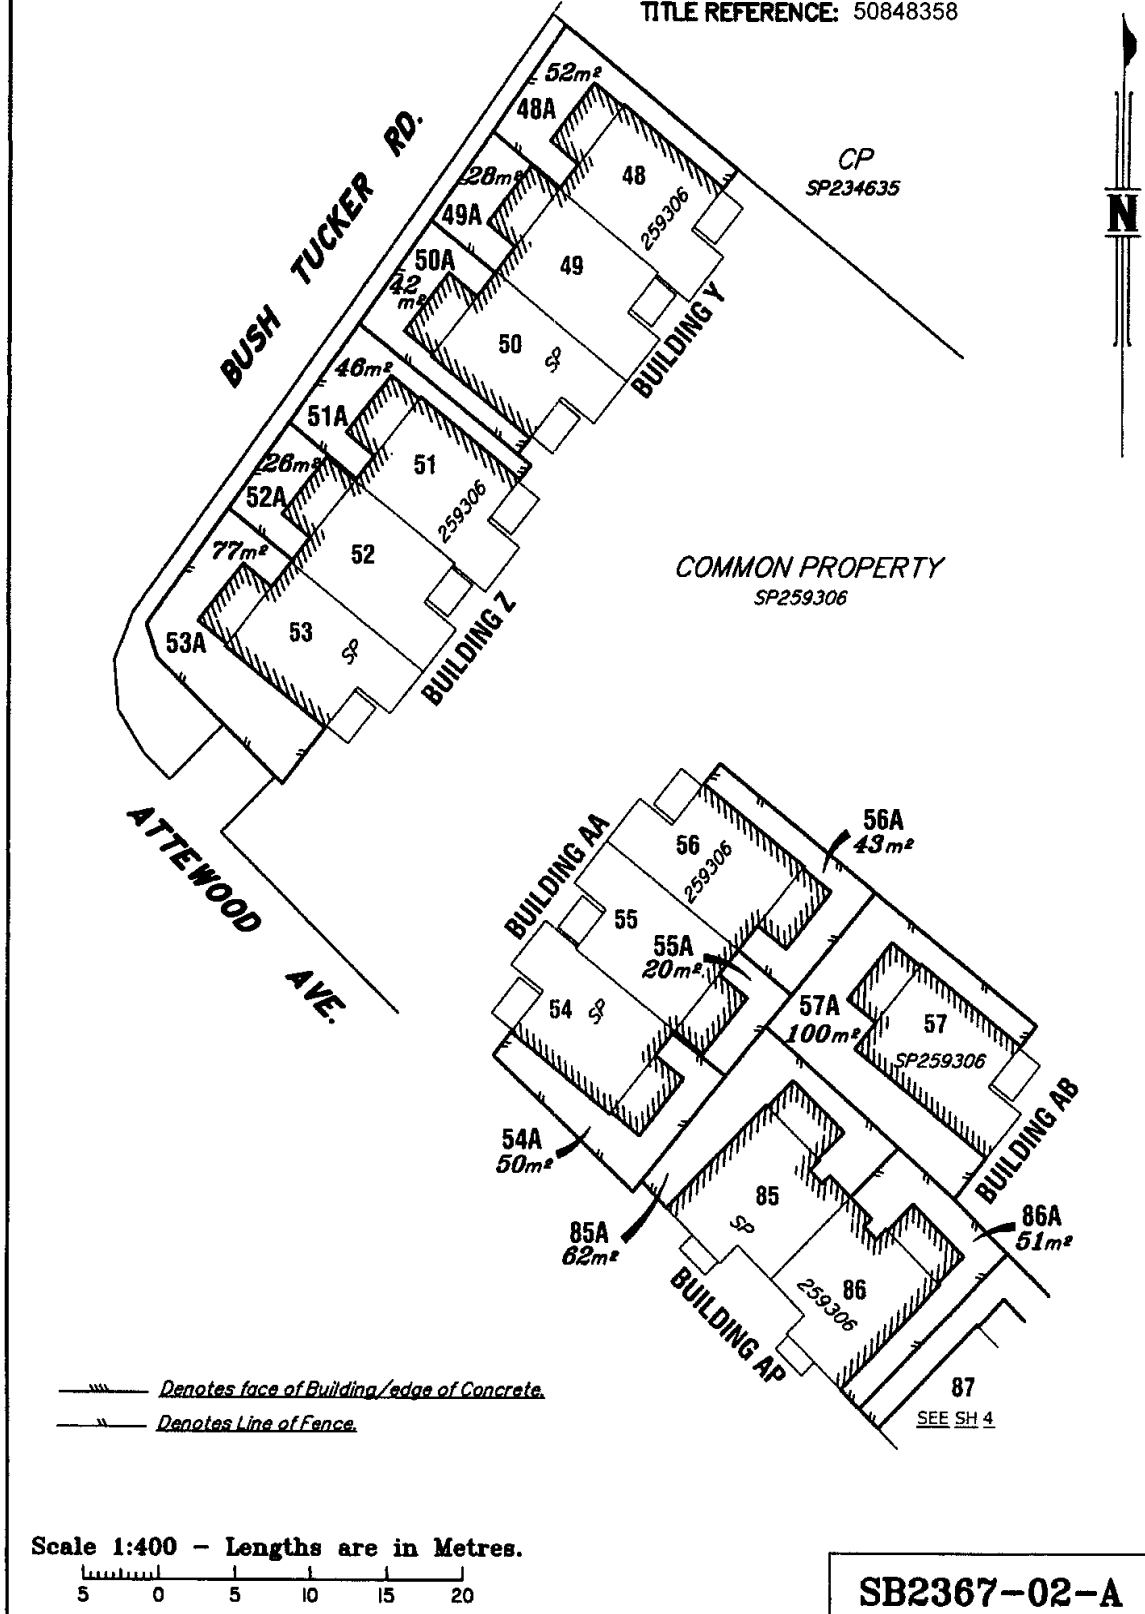 TITLE REFERENCE: 50848358
52m²
48A
BUSH TUCKER RD.
CP
SP234635
N
28m²
49A
48
259306
50A
42
m²
49
50
SP
BUILDING Y
46m²
51A
51
259306
26m²
52A
52
77m²
53A
53
SP
BUILDING Z
COMMON PROPERTY
SP259306
ATTEWOOD AVE.
BUILDING AA
56
259306
56A
43m²
55
55A
20m²
54
SP
57A
100m²
57
SP259306
BUILDING AB
54A
50m²
85
SP
85A
62m²
86A
51m²
86
259306
BUILDING AP
87
SEE SH 4
Denotes face of Building/edge of Concrete.
Denotes Line of Fence.
Scale 1:400 - Lengths are in Metres.
5 0 5 10 15 20
SB2367-02-A